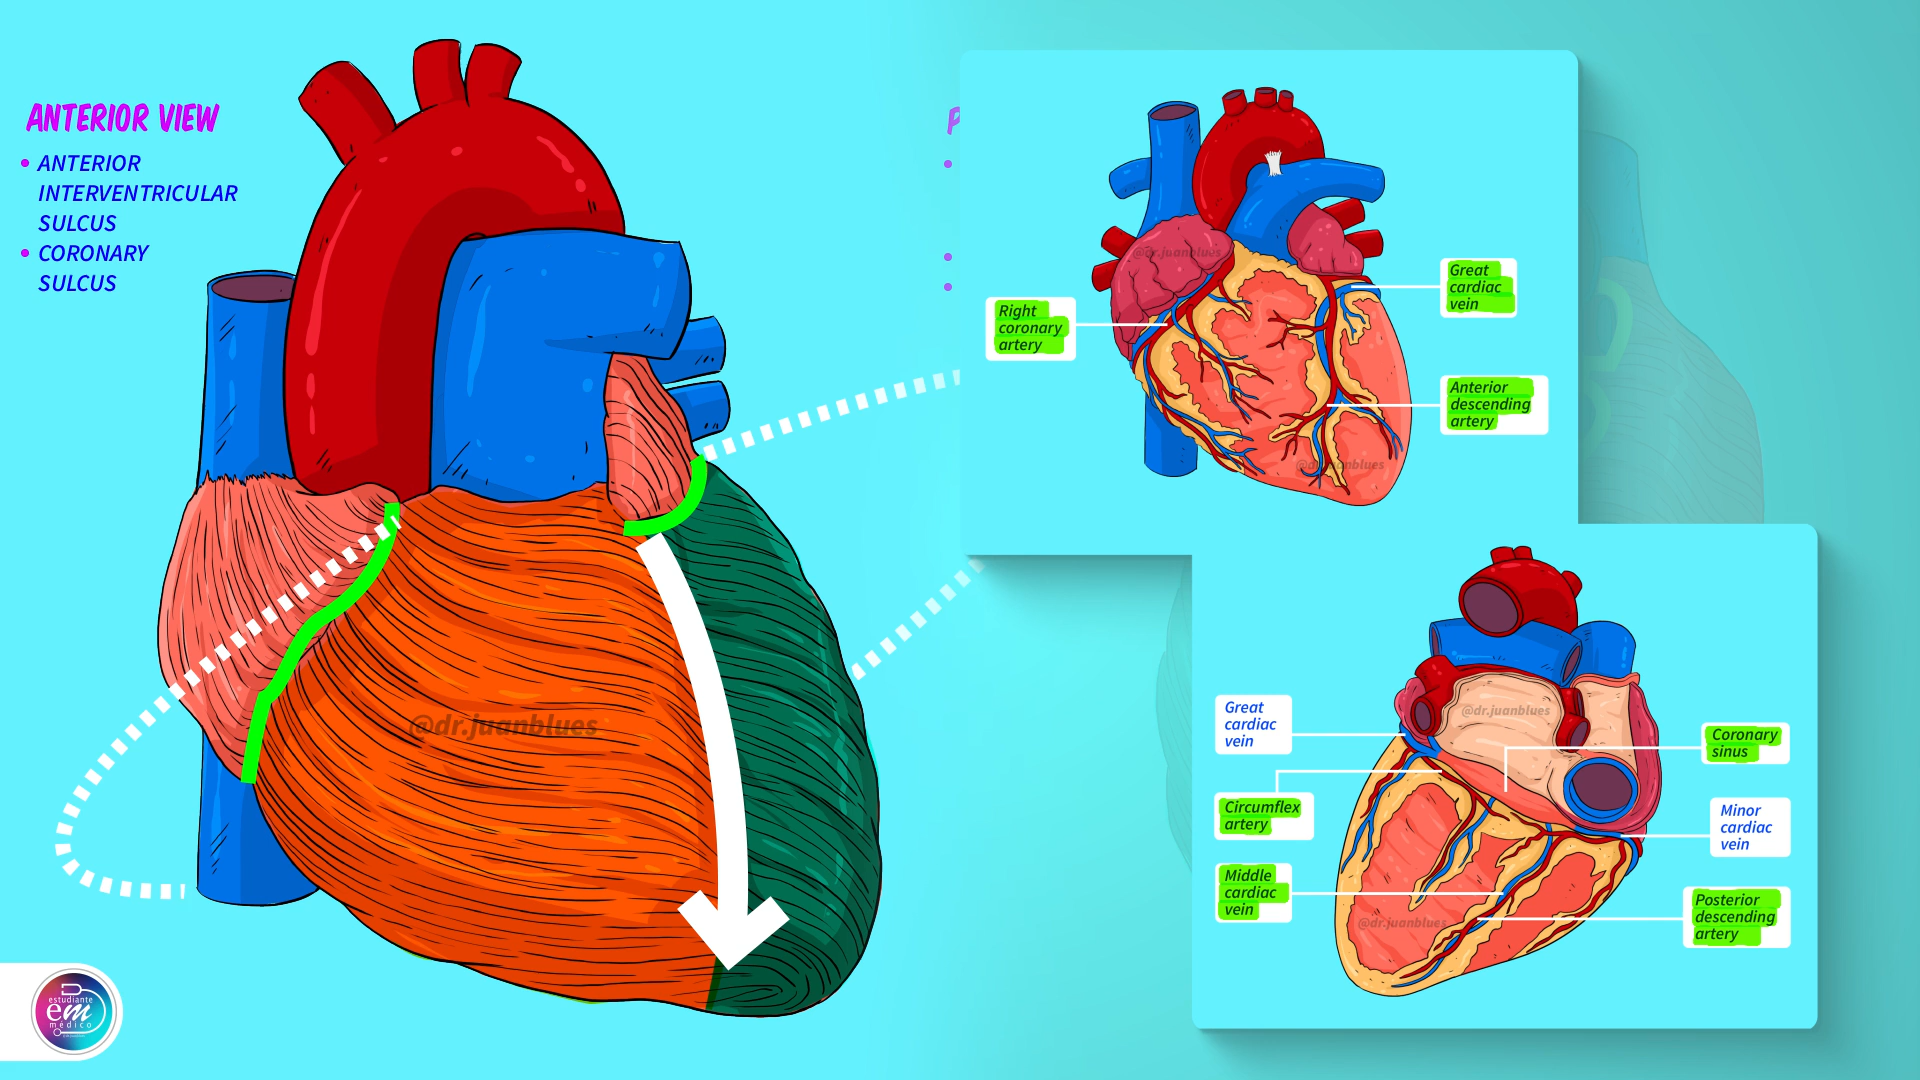 ANTERIOR VIEW
• ANTERIOR
INTERVENTRICULAR
SULCUS
• CORONARY
SULCUS
P
@dr.juanblues
Right
coronary
artery
Great
cardiac
vein
Anterior
descending
artery
@dr.juanblues
@dr.juanblues
Great
cardiac
vein
Circumflex
artery
Middle
cardiac
vein
@dr.juanblues
Coronary
sinus
Minor
cardiac
vein
Posterior
descending
artery
@dr.juanblues
estudiante
em
médico